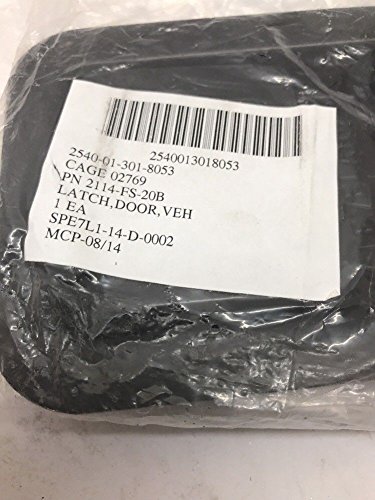 2540013018053
2540-01-301-8053
CAGE 02769
PN 2114-FS-20B
LATCH,DOOR,VEH
1 EA
SPE7L1-14-D-0002
MCP-08/14